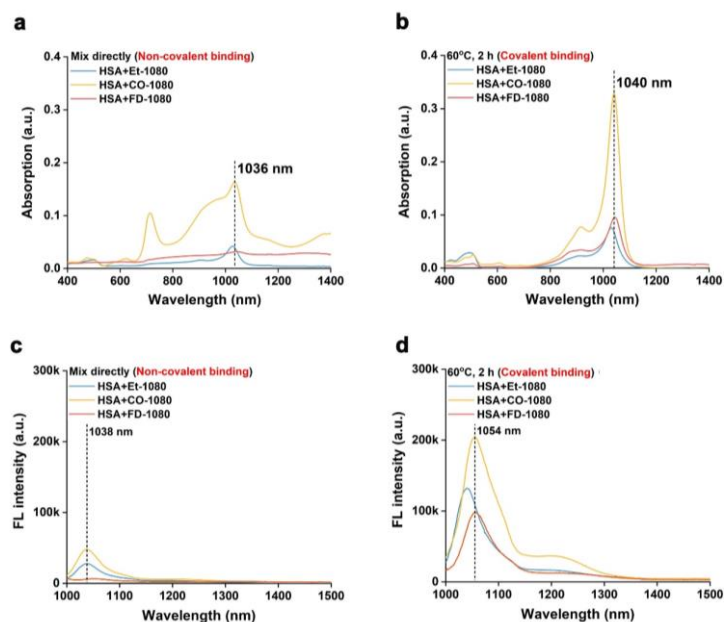 a
Mix directly (Non-covalent binding)
HSA+Et-1080
HSA+CO-1080
HSA+FD-1080
1036 nm
Absorption (a.u.)
0.4
0.3
0.2
0.1
0.0
400 600 800 1000 1200 1400
Wavelength (nm)
b
60°C, 2 h (Covalent binding)
HSA+Et-1080
HSA+CO-1080
HSA+FD-1080
1040 nm
Absorption (a.u.)
0.4
0.3
0.2
0.1
0.0
400 600 800 1000 1200 1400
Wavelength (nm)
c
Mix directly (Non-covalent binding)
HSA+Et-1080
HSA+CO-1080
HSA+FD-1080
1038 nm
FL intensity (a.u.)
300k
200k
100k
0
1000 1100 1200 1300 1400 1500
Wavelength (nm)
d
60°C, 2 h (Covalent binding)
HSA+Et-1080
HSA+CO-1080
HSA+FD-1080
1054 nm
FL intensity (a.u.)
300k
200k
100k
0
1000 1100 1200 1300 1400 1500
Wavelength (nm)